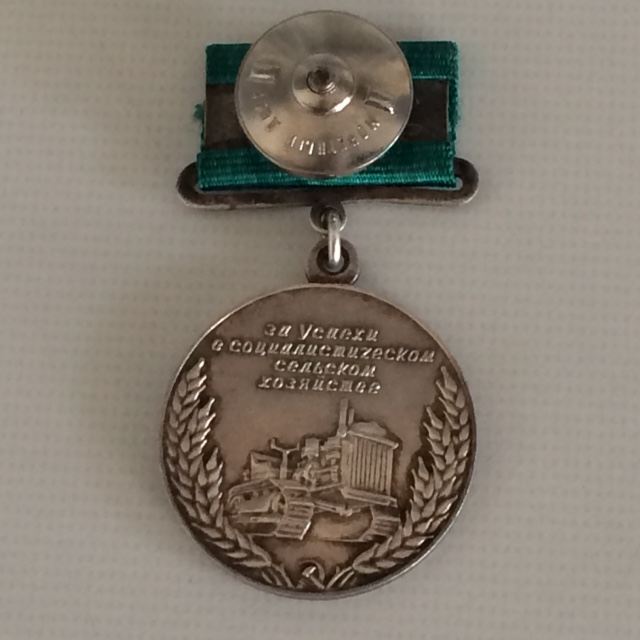 за успехи
в социалистическом
сельском
хозяйстве